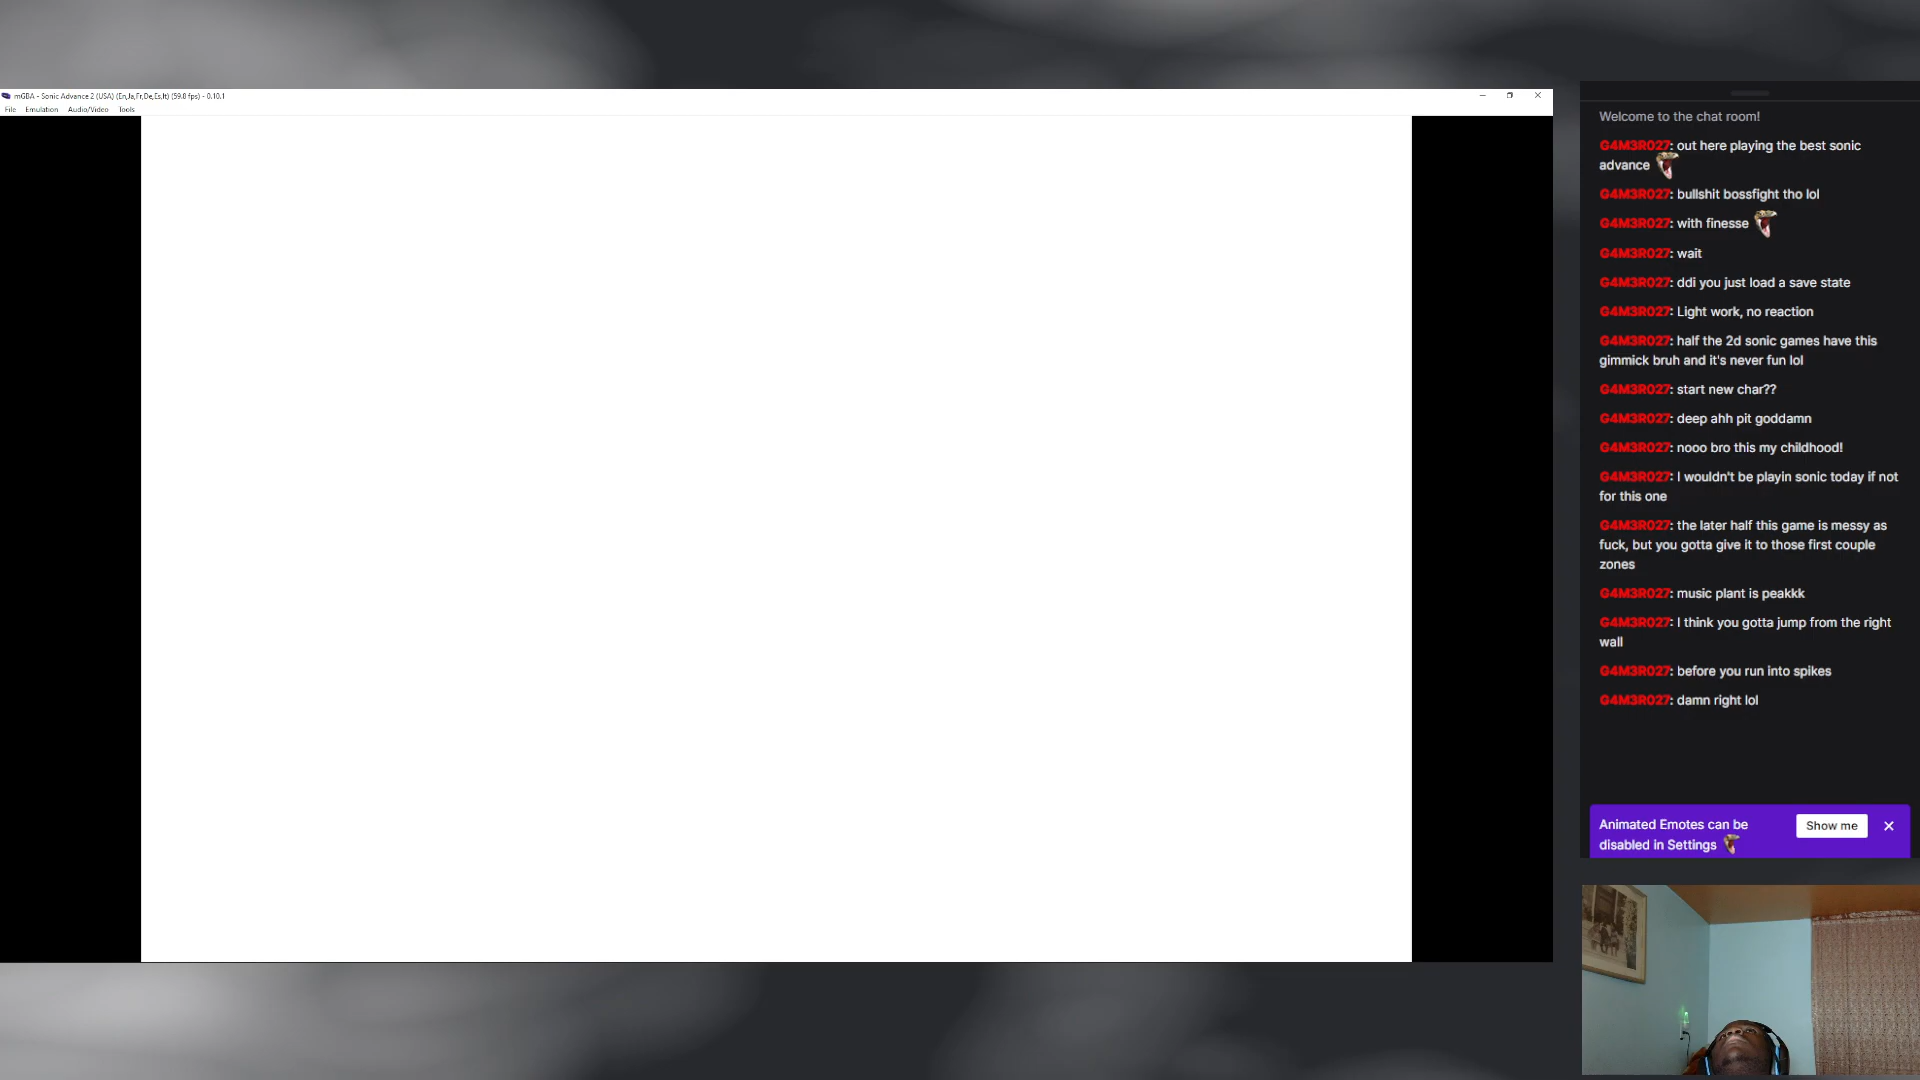 mGBA - Sonic Advance 2 (USA) (En,Ja,Fr,De,Es,It) (59.8 fps) - 0.10.1
File Emulation Audio/Video Tools
Welcome to the chat room!
G4M3R027: out here playing the best sonic
advance
G4M3R027: bullshit bossfight tho lol
G4M3R027: with finesse
G4M3R027: wait
G4M3R027: ddi you just load a save state
G4M3R027: Light work, no reaction
G4M3R027: half the 2d sonic games have this
gimmick bruh and it's never fun lol
G4M3R027: start new char??
G4M3R027: deep ahh pit goddamn
G4M3R027: nooo bro this my childhood!
G4M3R027: I wouldn't be playin sonic today if not
for this one
G4M3R027: the later half this game is messy as
fuck, but you gotta give it to those first couple
zones
G4M3R027: music plant is peakkk
G4M3R027: I think you gotta jump from the right
wall
G4M3R027: before you run into spikes
G4M3R027: damn right lol
Animated Emotes can be
disabled in Settings
Show me